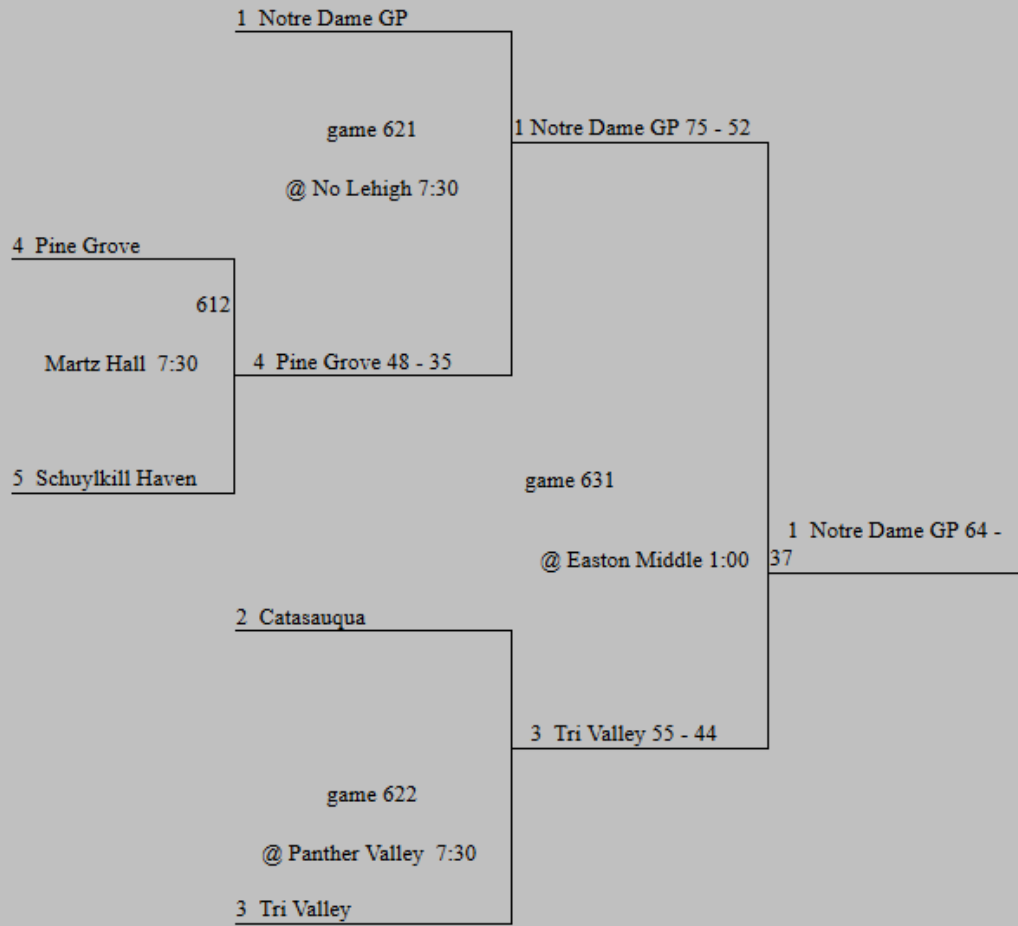 1 Notre Dame GP
game 621
1 Notre Dame GP 75 - 52
@ No Lehigh 7:30
4 Pine Grove
612
Martz Hall 7:30
4 Pine Grove 48 - 35
5 Schuylkill Haven
game 631
1 Notre Dame GP 64 -
37
@ Easton Middle 1:00
2 Catasauqua
3 Tri Valley 55 - 44
game 622
@ Panther Valley 7:30
3 Tri Valley